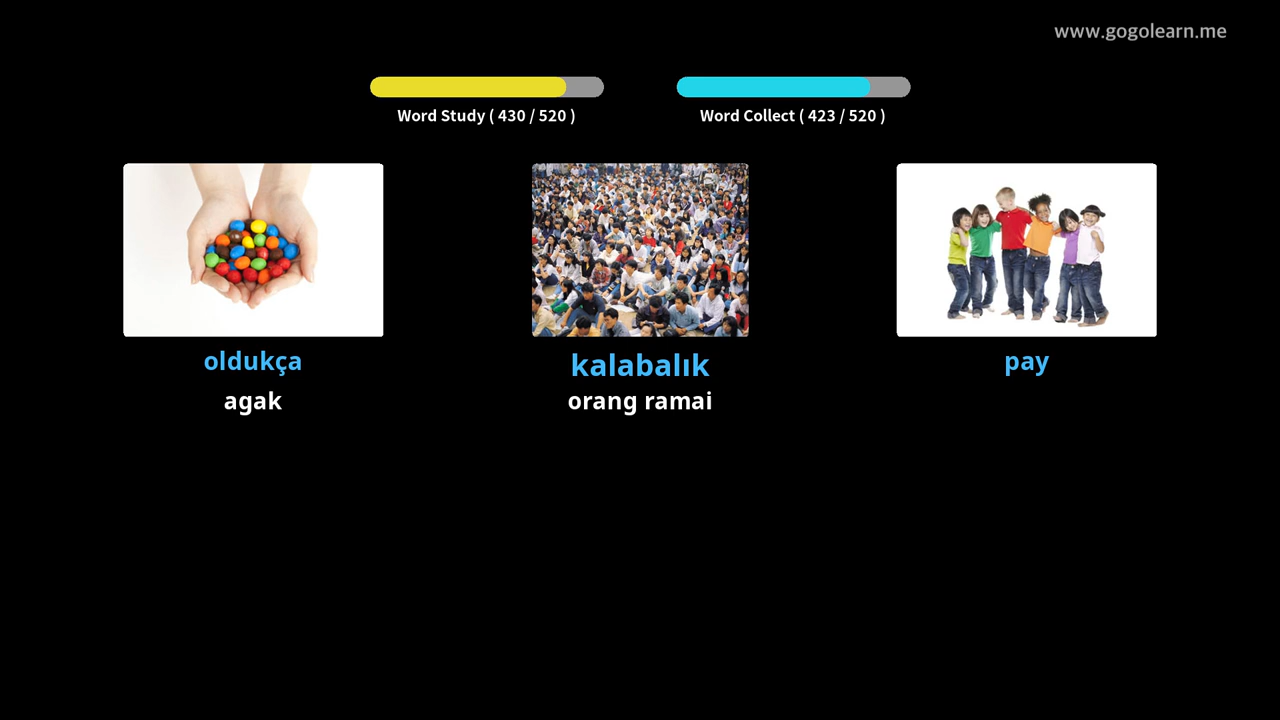 www.gogolearn.me
Word Study ( 430 / 520 )
Word Collect ( 423 / 520 )
oldukça
agak
kalabalık
orang ramai
pay